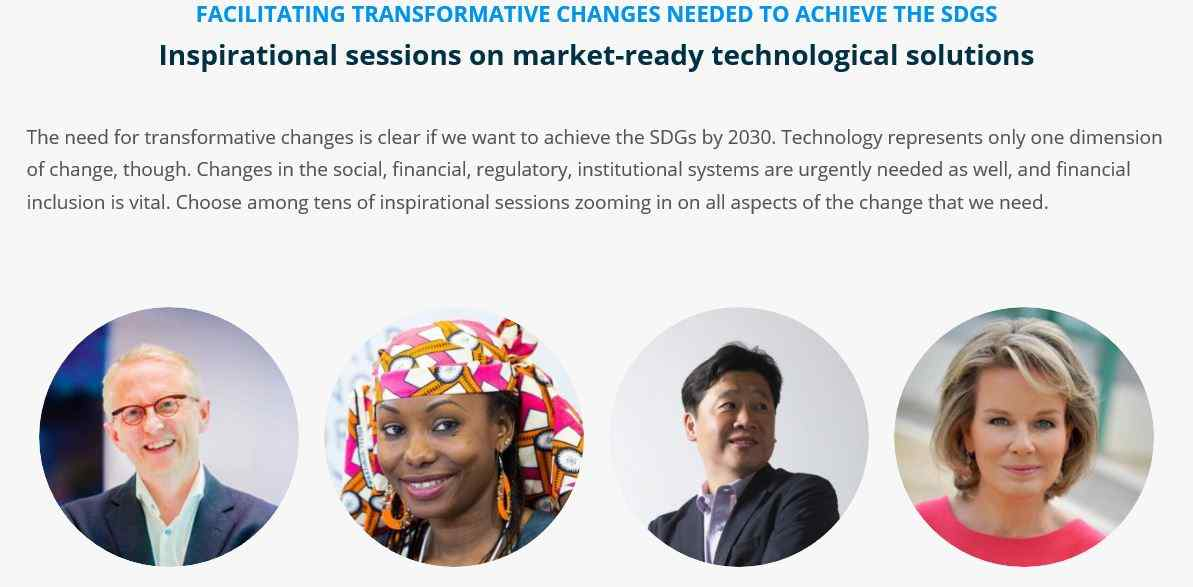 FACILITATING TRANSFORMATIVE CHANGES NEEDED TO ACHIEVE THE SDGS
Inspirational sessions on market-ready technological solutions
The need for transformative changes is clear if we want to achieve the SDGs by 2030. Technology represents only one dimension
of change, though. Changes in the social, financial, regulatory, institutional systems are urgently needed as well, and financial
inclusion is vital. Choose among tens of inspirational sessions zooming in on all aspects of the change that we need.